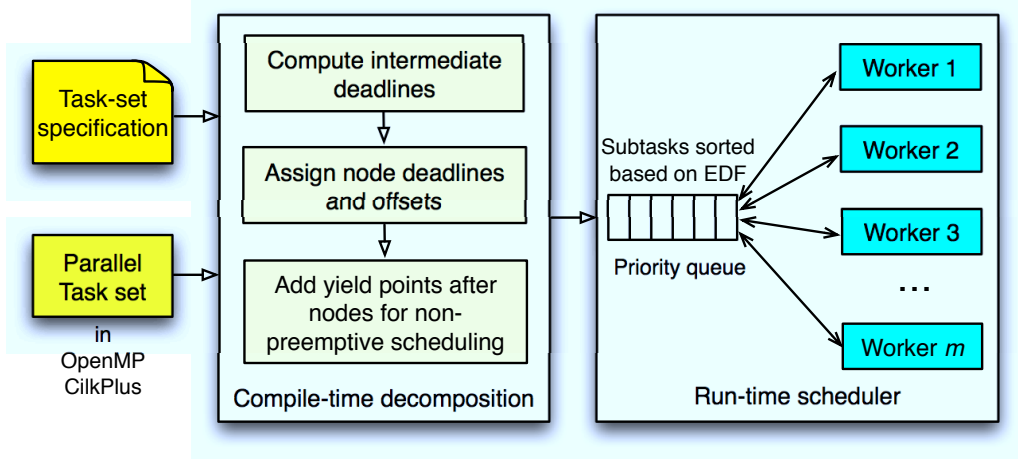 Task-set
specification
Parallel
Task set
in
OpenMP
CilkPlus
Compute intermediate
deadlines
Assign node deadlines
and offsets
Add yield points after
nodes for non-
preemptive scheduling
Compile-time decomposition
Subtasks sorted
based on EDF
Priority queue
Worker 1
Worker 2
Worker 3
...
Worker m
Run-time scheduler